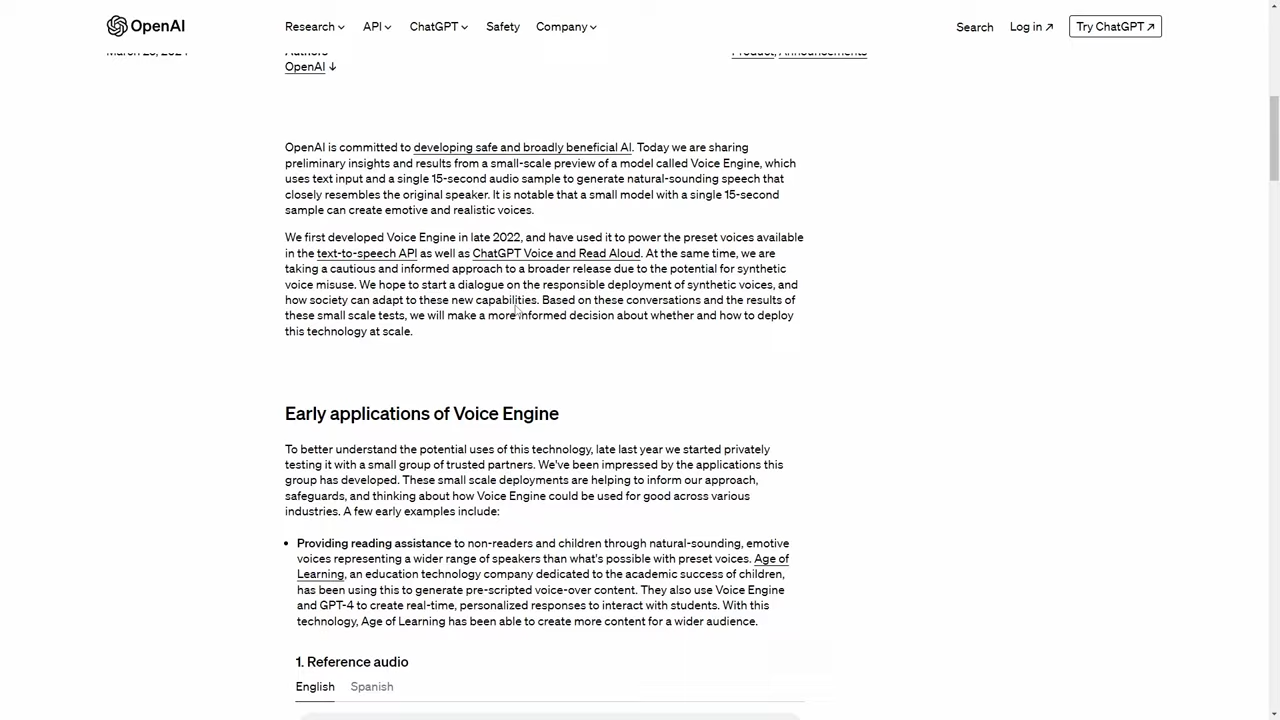 OpenAI
Research
API
ChatGPT
Safety
Company
Search
Log in ↗
Try ChatGPT ↗
Authors
Product, Announcements
OpenAI ↓
OpenAI is committed to developing safe and broadly beneficial AI. Today we are sharing
preliminary insights and results from a small-scale preview of a model called Voice Engine, which
uses text input and a single 15-second audio sample to generate natural-sounding speech that
closely resembles the original speaker. It is notable that a small model with a single 15-second
sample can create emotive and realistic voices.
We first developed Voice Engine in late 2022, and have used it to power the preset voices available
in the text-to-speech API as well as ChatGPT Voice and Read Aloud. At the same time, we are
taking a cautious and informed approach to a broader release due to the potential for synthetic
voice misuse. We hope to start a dialogue on the responsible deployment of synthetic voices, and
how society can adapt to these new capabilities. Based on these conversations and the results of
these small scale tests, we will make a more informed decision about whether and how to deploy
this technology at scale.
Early applications of Voice Engine
To better understand the potential uses of this technology, late last year we started privately
testing it with a small group of trusted partners. We've been impressed by the applications this
group has developed. These small scale deployments are helping to inform our approach,
safeguards, and thinking about how Voice Engine could be used for good across various
industries. A few early examples include:
• Providing reading assistance to non-readers and children through natural-sounding, emotive
voices representing a wider range of speakers than what's possible with preset voices. Age of
Learning, an education technology company dedicated to the academic success of children,
has been using this to generate pre-scripted voice-over content. They also use Voice Engine
and GPT-4 to create real-time, personalized responses to interact with students. With this
technology, Age of Learning has been able to create more content for a wider audience.
1. Reference audio
English
Spanish